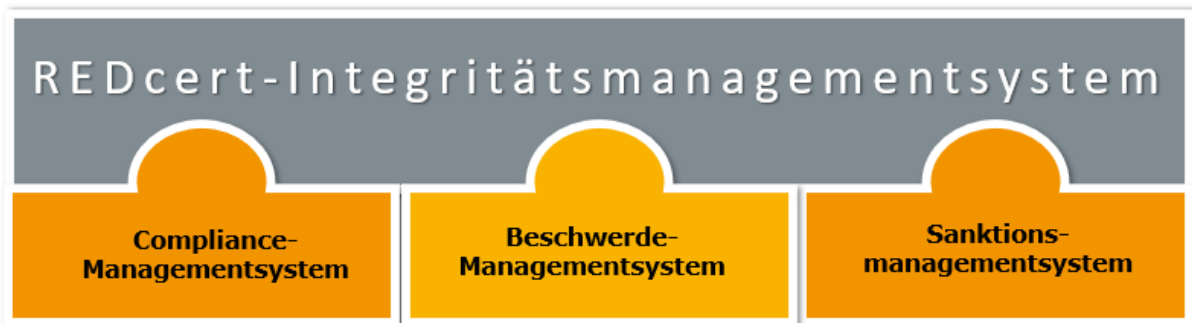 REDcert-Integritätsmanagementsystem
Compliance-
Managementsystem
Beschwerde-
Managementsystem
Sanktions-
managementsystem